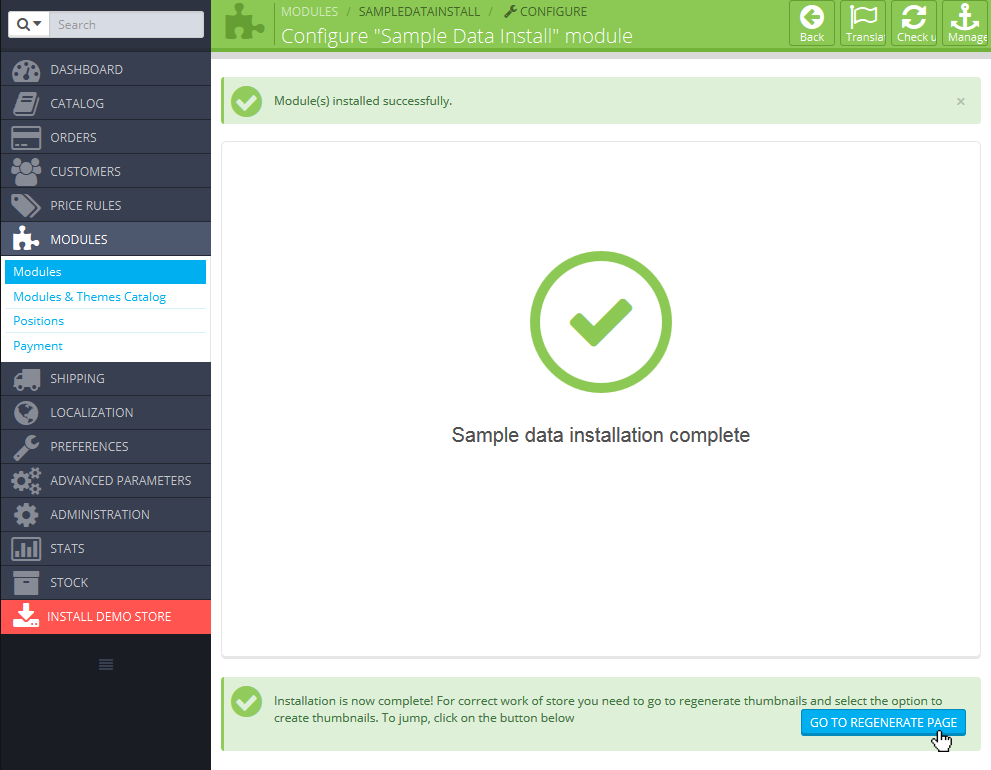 Search
DASHBOARD
CATALOG
ORDERS
CUSTOMERS
PRICE RULES
MODULES
Modules
Modules & Themes Catalog
Positions
Payment
SHIPPING
LOCALIZATION
PREFERENCES
ADVANCED PARAMETERS
ADMINISTRATION
STATS
STOCK
INSTALL DEMO STORE
MODULES / SAMPLEDATAINSTALL / CONFIGURE
Configure "Sample Data Install" module
Back
Translat
Check u
Manage
Module(s) installed successfully.
×
Sample data installation complete
Installation is now complete! For correct work of store you need to go to regenerate thumbnails and select the option to
create thumbnails. To jump, click on the button below
GO TO REGENERATE PAGE